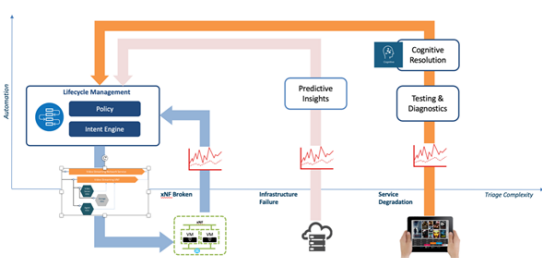 Cognitive
Resolution
Lifecycle Management
Policy
Intent Engine
Predictive
Insights
Testing &
Diagnostics
Automation
xNF Broken
Infrastructure
Failure
Service
Degradation
Triage Complexity
xNF
VM
VM